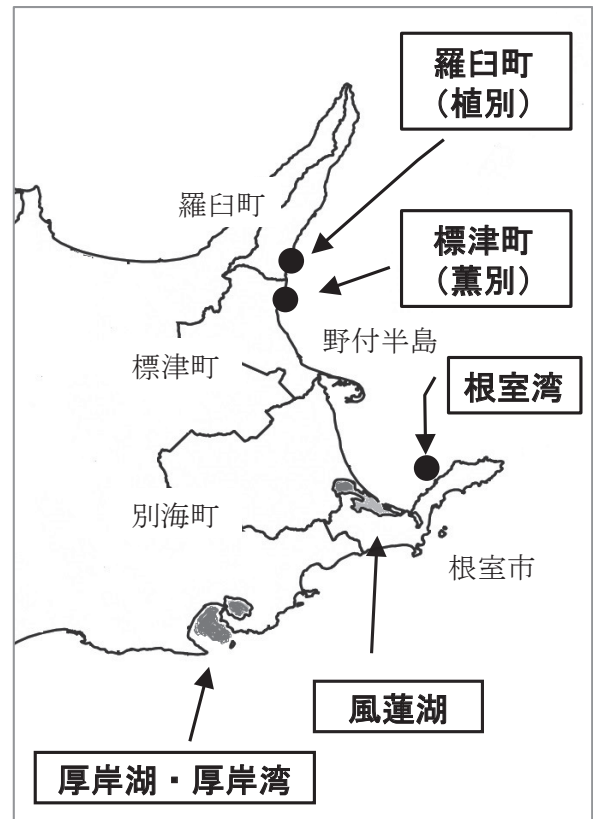 羅臼町
（植別）
羅臼町
標津町
（薫別）
野付半島
標津町
根室湾
別海町
根室市
風蓮湖
厚岸湖・厚岸湾